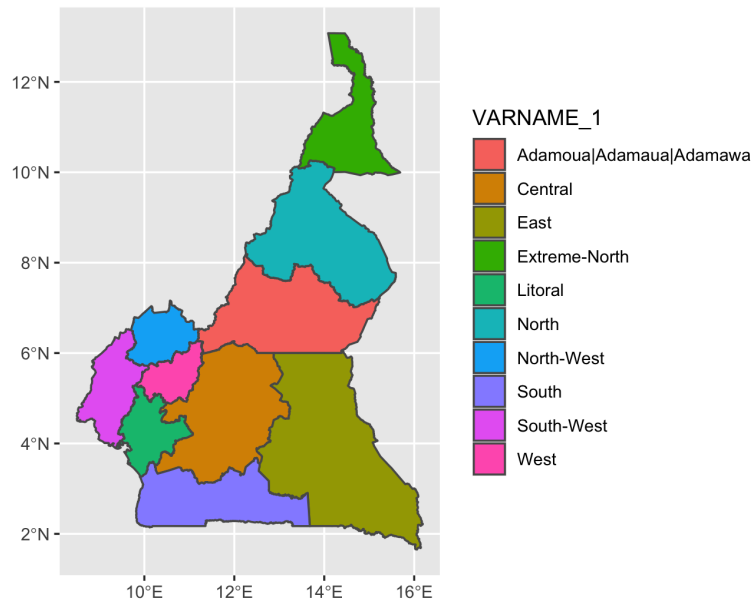 VARNAME_1
Adamoua|Adamaua|Adamawa
Central
East
Extreme-North
Litoral
North
North-West
South
South-West
West
12°N
10°N
8°N
6°N
4°N
2°N
10°E 12°E 14°E 16°E